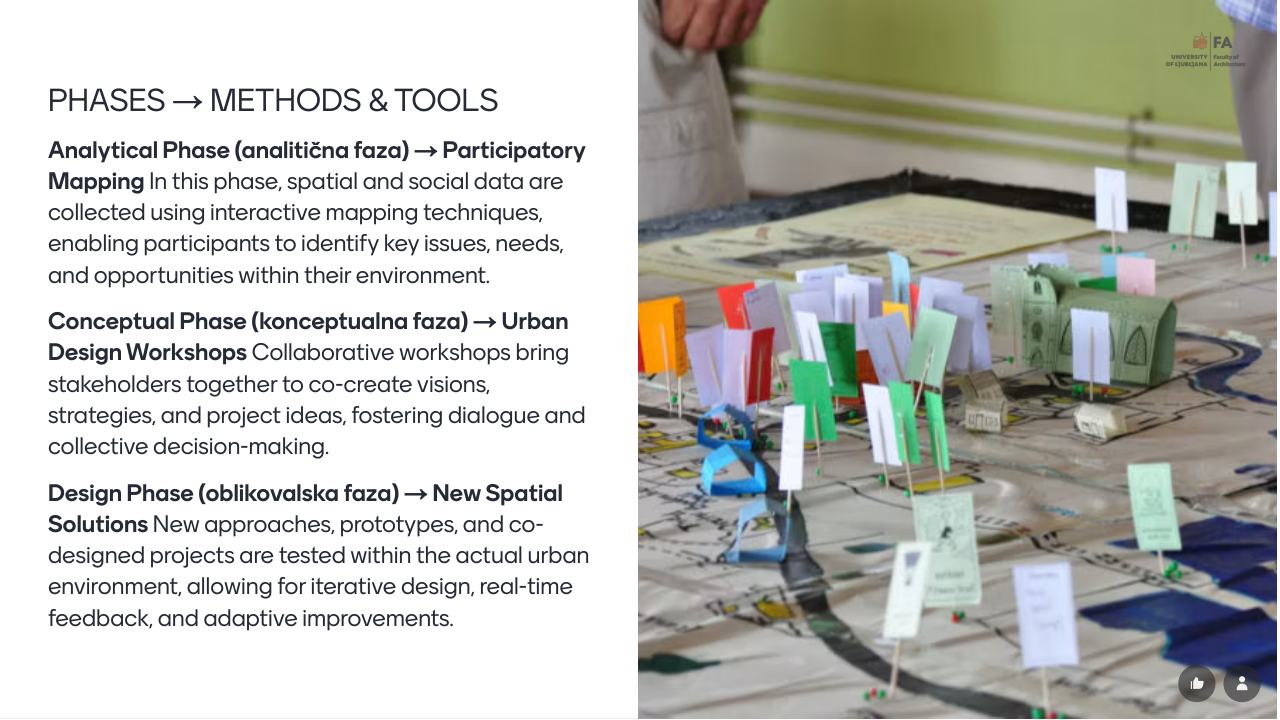 PHASES → METHODS & TOOLS
Analytical Phase (analitična faza) → Participatory
Mapping In this phase, spatial and social data are
collected using interactive mapping techniques,
enabling participants to identify key issues, needs,
and opportunities within their environment.
Conceptual Phase (konceptualna faza) → Urban
Design Workshops Collaborative workshops bring
stakeholders together to co-create visions,
strategies, and project ideas, fostering dialogue and
collective decision-making.
Design Phase (oblikovalska faza) → New Spatial
Solutions New approaches, prototypes, and co-
designed projects are tested within the actual urban
environment, allowing for iterative design, real-time
feedback, and adaptive improvements.
FA
UNIVERSITY
OF LJUBLJANA
Faculty of
Architecture